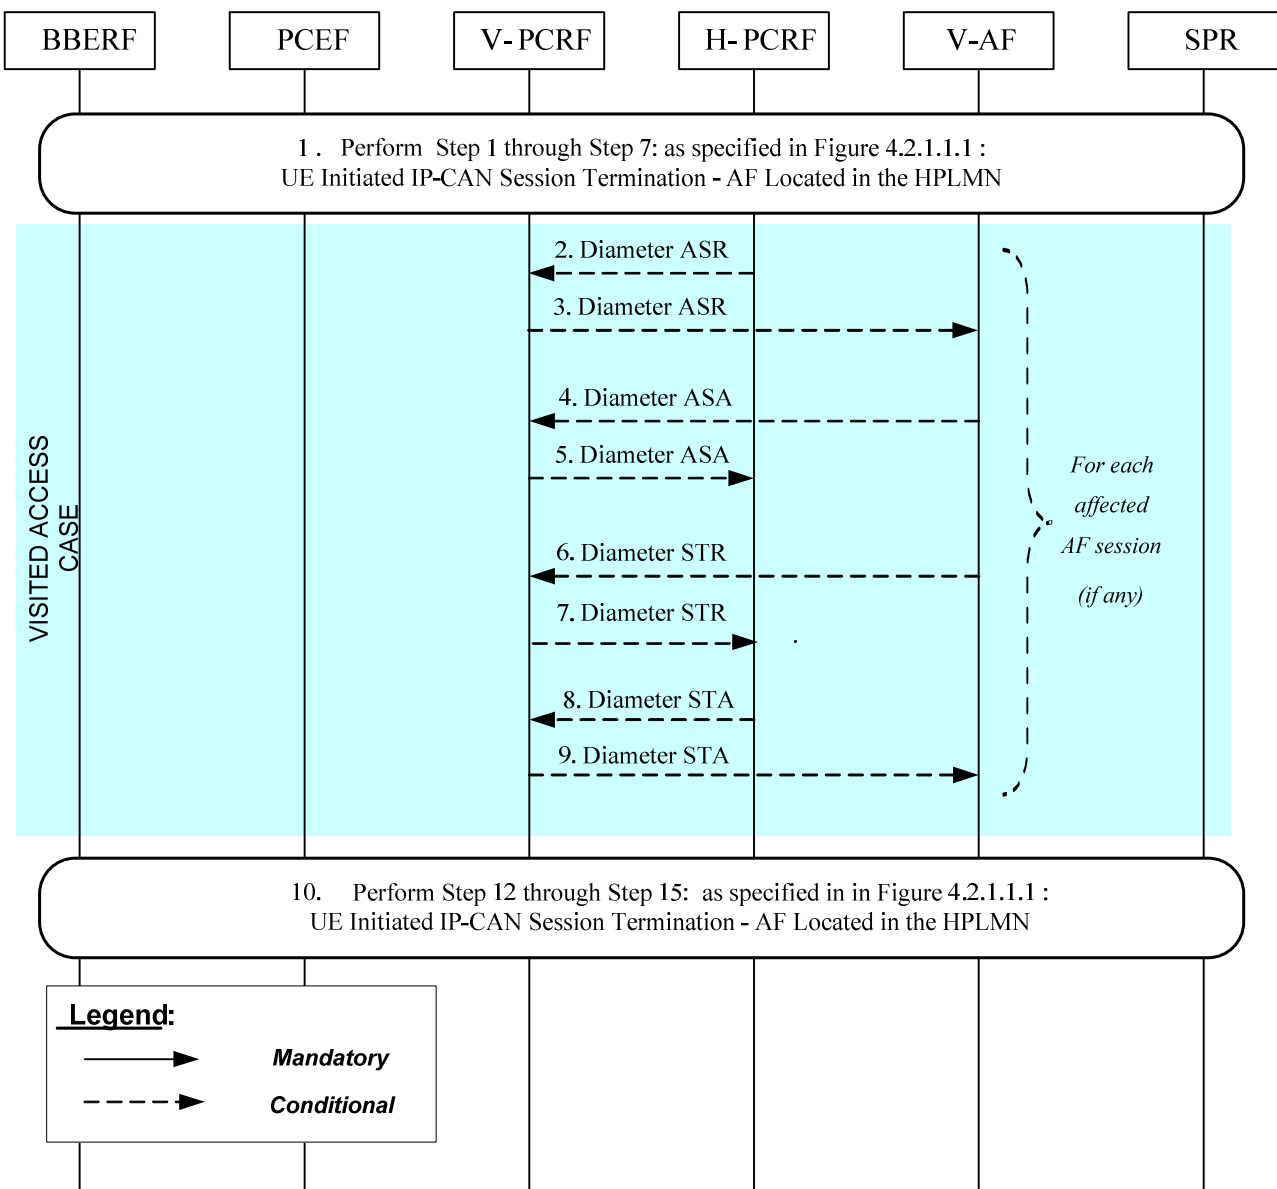 BBERF
PCEF
V-PCRF
H-PCRF
V-AF
SPR
1. Perform Step 1 through Step 7: as specified in Figure 4.2.1.1.1:
UE Initiated IP-CAN Session Termination - AF Located in the HPLMN
2. Diameter ASR
3. Diameter ASR
4. Diameter ASA
5. Diameter ASA
6. Diameter STR
7. Diameter STR
8. Diameter STA
9. Diameter STA
VISITED ACCESS
CASE
For each
affected
AF session
(if any)
10. Perform Step 12 through Step 15: as specified in in Figure 4.2.1.1.1:
UE Initiated IP-CAN Session Termination - AF Located in the HPLMN
Legend:
Mandatory
Conditional